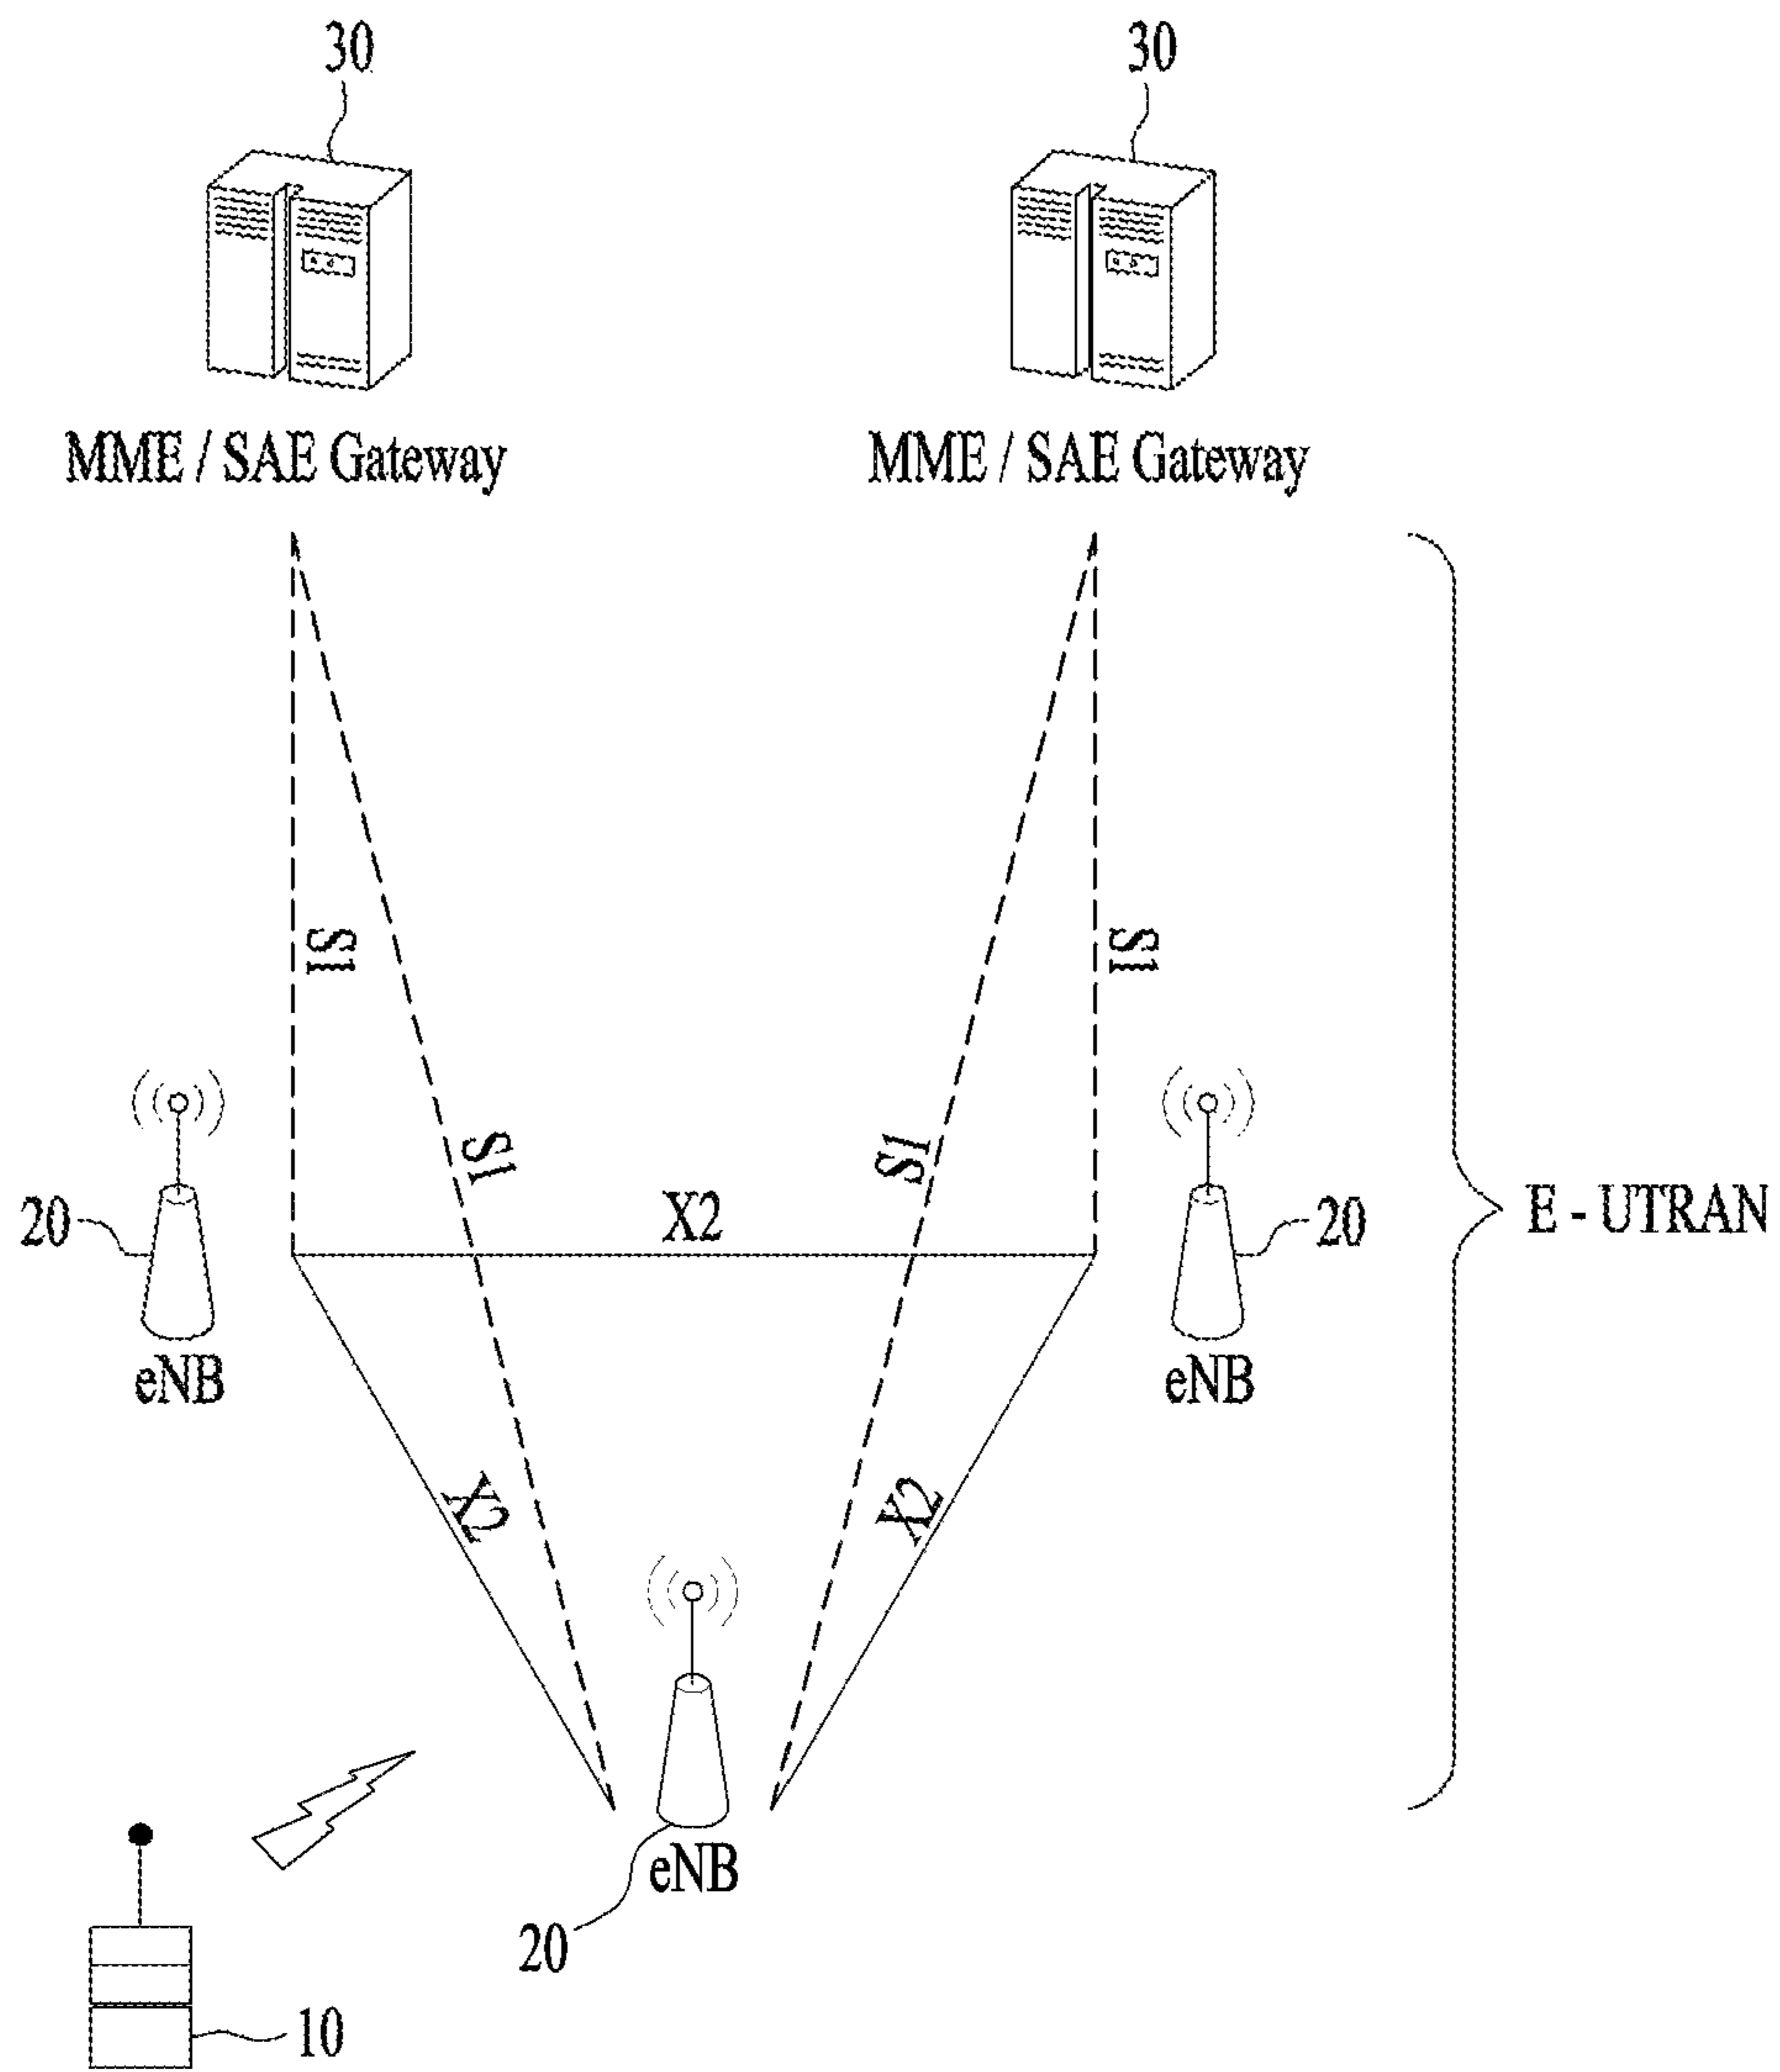 30
30
MME / SAE Gateway
MME / SAE Gateway
S1
S1
S1
S1
X2
20
20
E - UTRAN
eNB
eNB
X2
X2
eNB
20
10